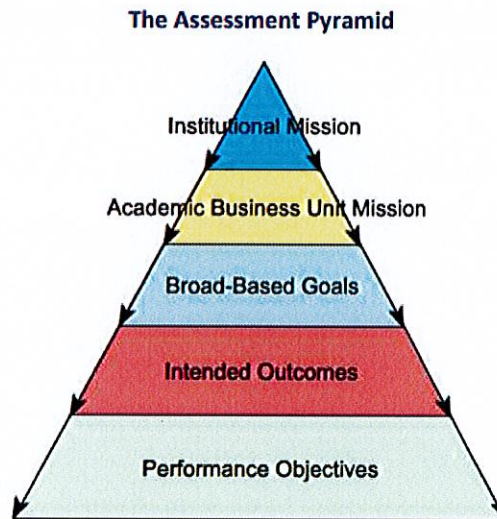 The Assessment Pyramid
Institutional Mission
Academic Business Unit Mission
Broad-Based Goals
Intended Outcomes
Performance Objectives